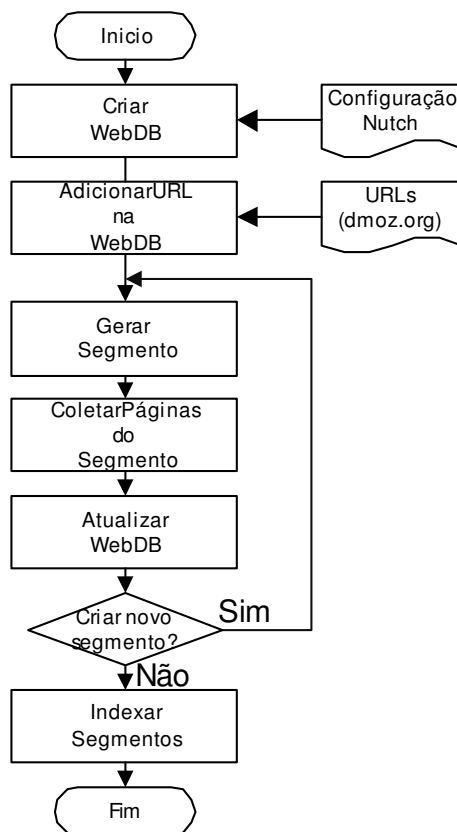 Inicio
Criar
WebDB
Configuração
Nutch
AdicionarURL
na
WebDB
URLs
(dmoz.org)
Gerar
Segmento
ColetarPáginas
do
Segmento
Atualizar
WebDB
Criar novo
segmento?
Sim
Não
Indexar
Segmentos
Fim